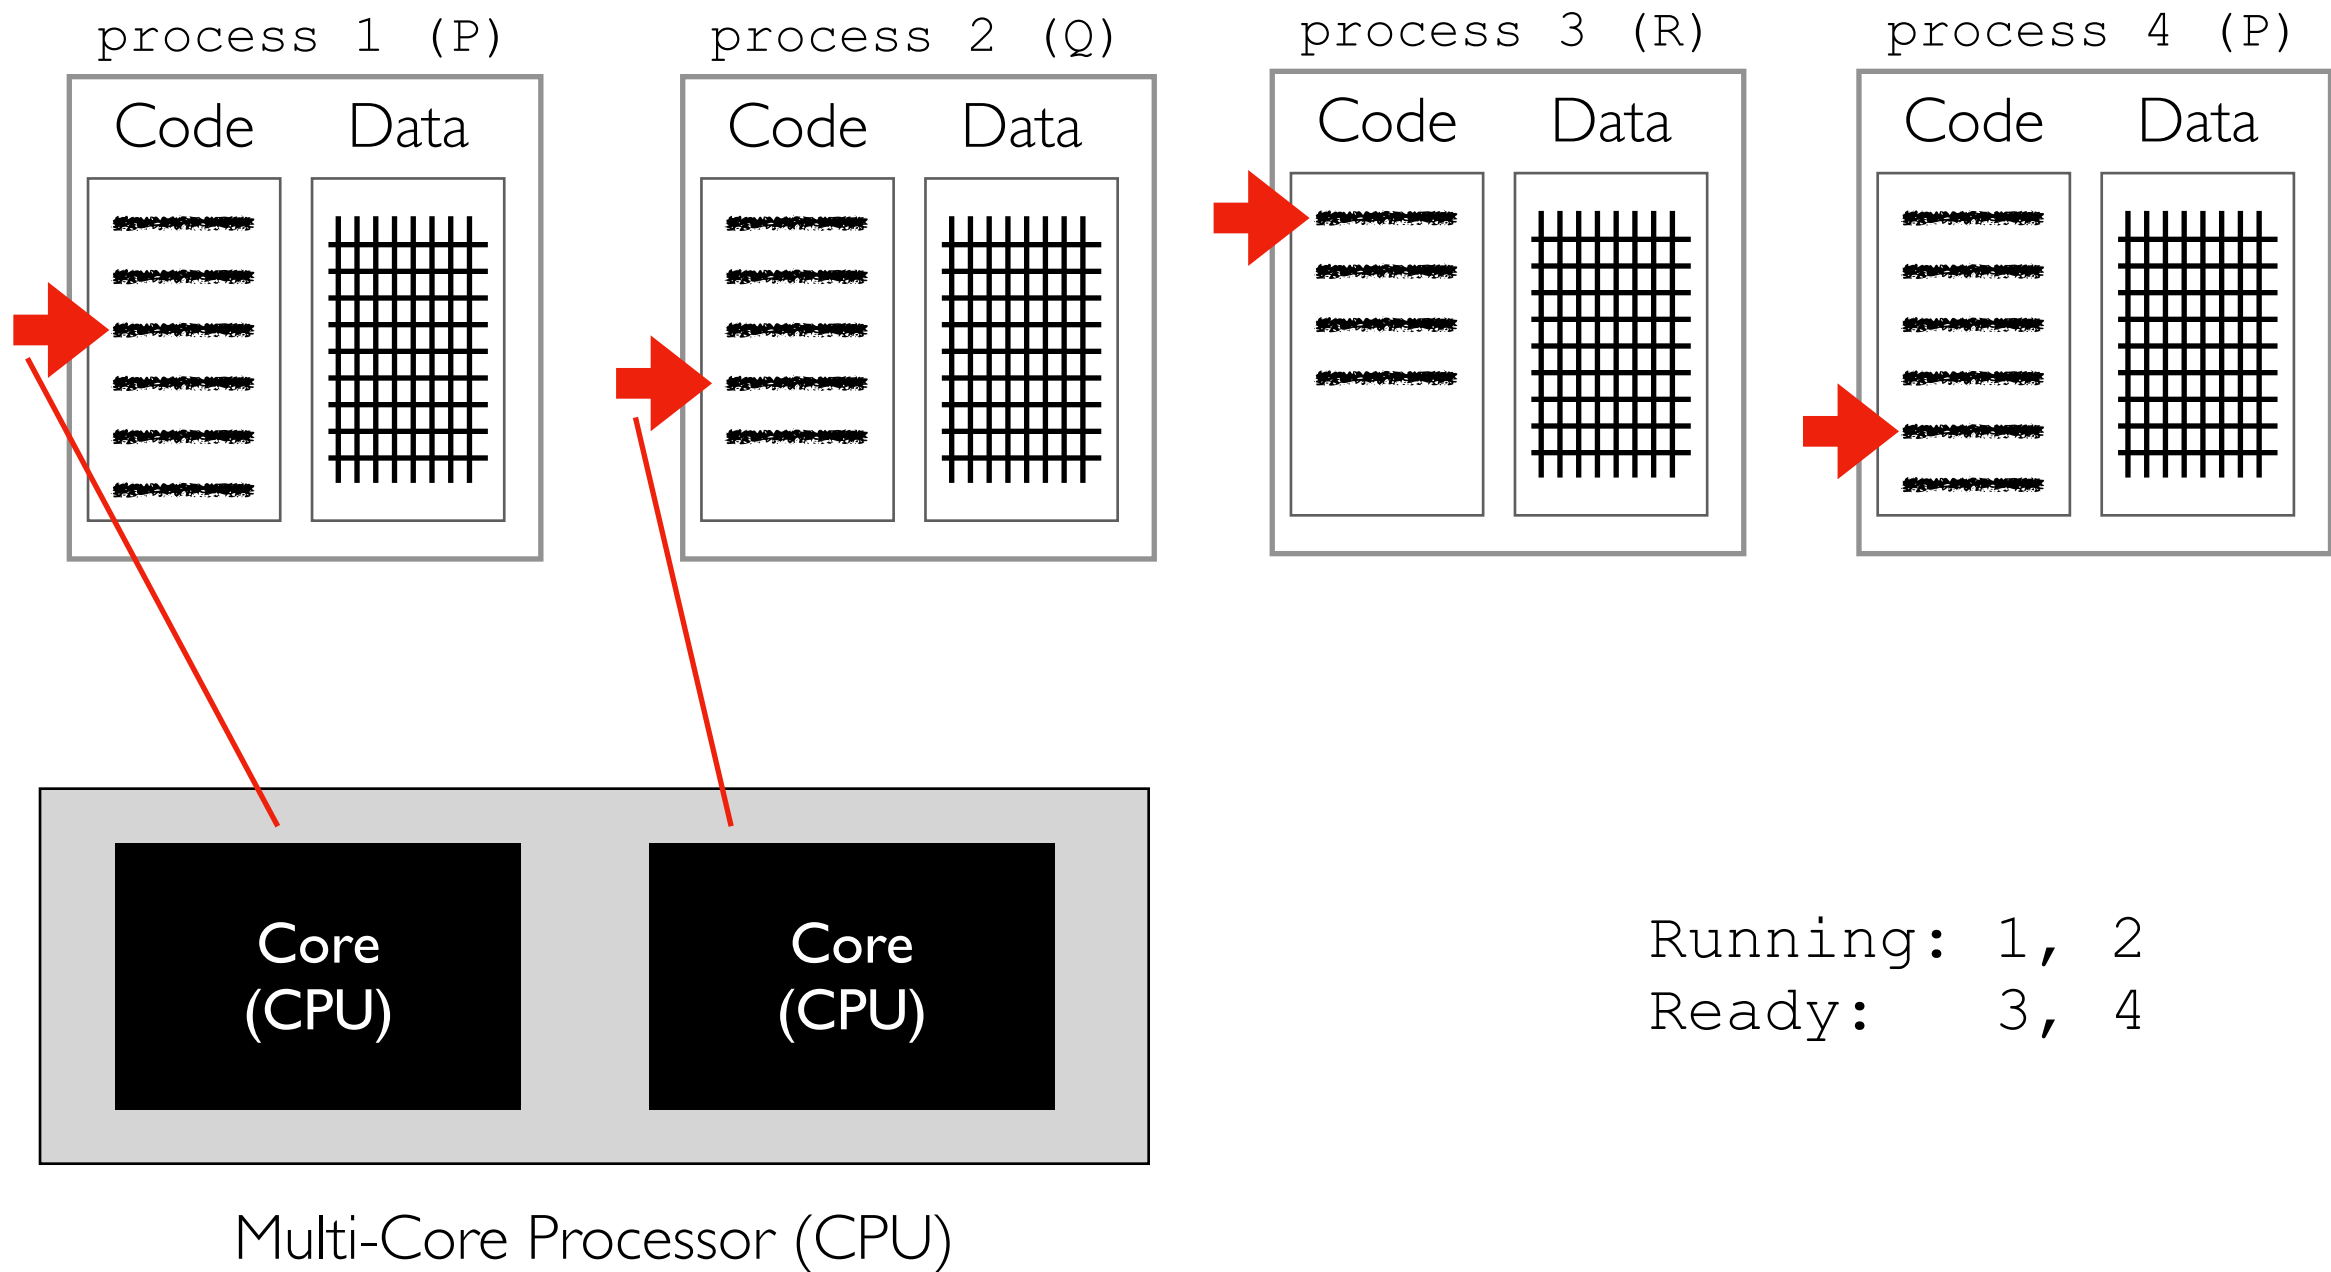 process 1 (P)
process 2 (Q)
process 3 (R)
process 4 (P)
Code Data
Code Data
Code Data
Code Data
Core
(CPU)
Core
(CPU)
Running: 1, 2
Ready: 3, 4
Multi-Core Processor (CPU)